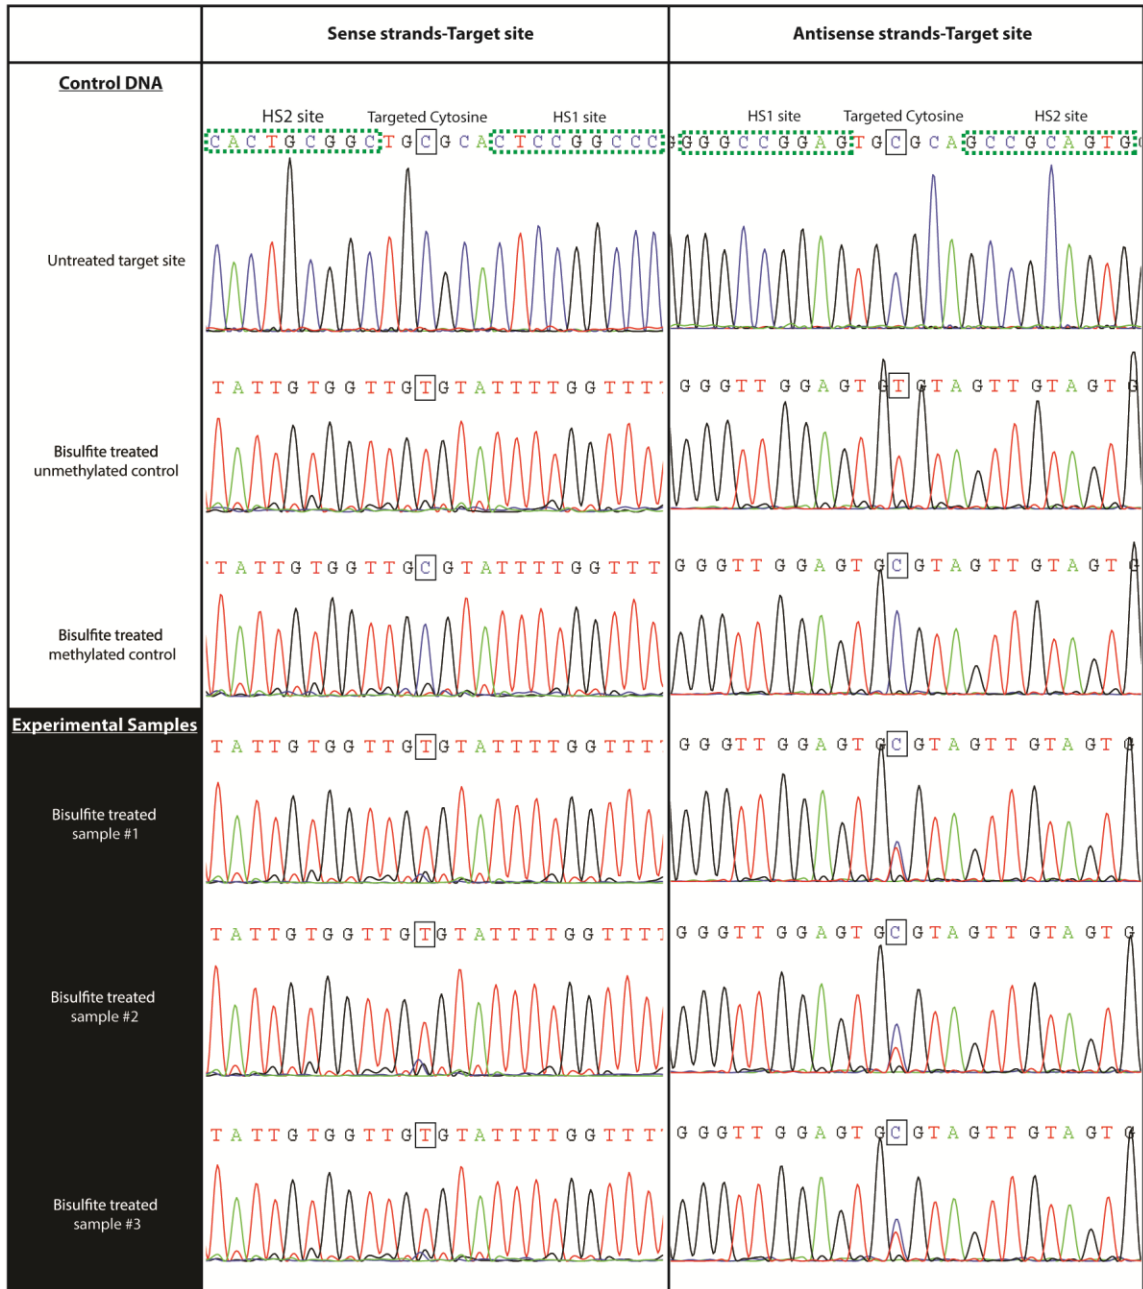 Sense strands-Target site
Antisense strands-Target site
Control DNA
HS2 site Targeted Cytosine HS1 site
CACTGCGGCTGCGCACTCCGGCCC
HS1 site Targeted Cytosine HS2 site
GGGCCGGAGTGCGCAGCCGCAGTG
Untreated target site
TATTGTGGTTGTGTATTTTGGTTT
GGGTTGGAGTGTGTAGTTGTAGTG
Bisulfite treated
unmethylated control
TATTGTGGTTGCGTATTTTGGTTT
GGGTTGGAGTGCGTAGTTGTAGTG
Bisulfite treated
methylated control
Experimental Samples
TATTGTGGTTGTGTATTTTGGTTT
GGGTTGGAGTGCGTAGTTGTAGTG
Bisulfite treated
sample #1
TATTGTGGTTGTGTATTTTGGTTT
GGGTTGGAGTGCGTAGTTGTAGTG
Bisulfite treated
sample #2
TATTGTGGTTGTGTATTTTGGTTT
GGGTTGGAGTGCGTAGTTGTAGTG
Bisulfite treated
sample #3